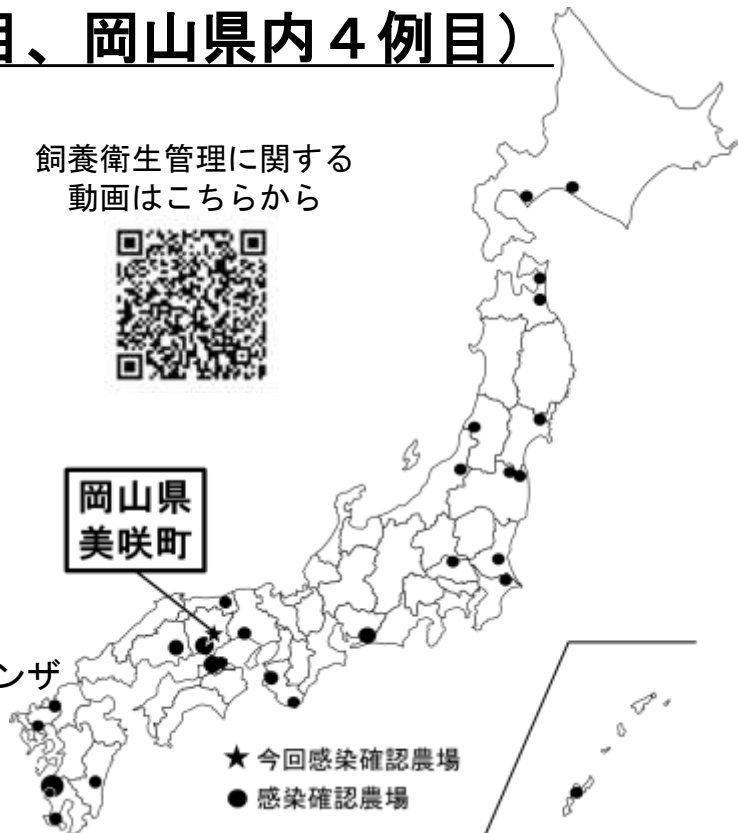 目、岡山県内4例目)
飼養衛生管理に関する
動画はこちらから
岡山県
美咲町
ンザ
★ 今回感染確認農場
● 感染確認農場